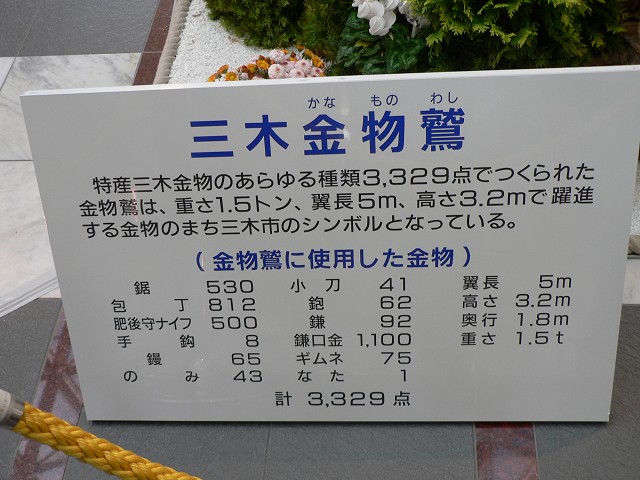 かな もの わし
三木金物鷲
特産三木金物のあらゆる種類3,329点でつくられた
金物鷲は、重さ1.5トン、翼長5m、高さ3.2mで躍進
する金物のまち三木市のシンボルとなっている。
(金物鷲に使用した金物)
鋸 530 小刀 41 翼長 5m
包丁 812 鉋 62 高さ 3.2m
肥後守ナイフ 500 鎌 92 奥行 1.8m
手鈎 8 鎌口金 1,100 重さ 1.5t
鏝 65 ギムネ 75
のみ 43 なた 1
計 3,329 点